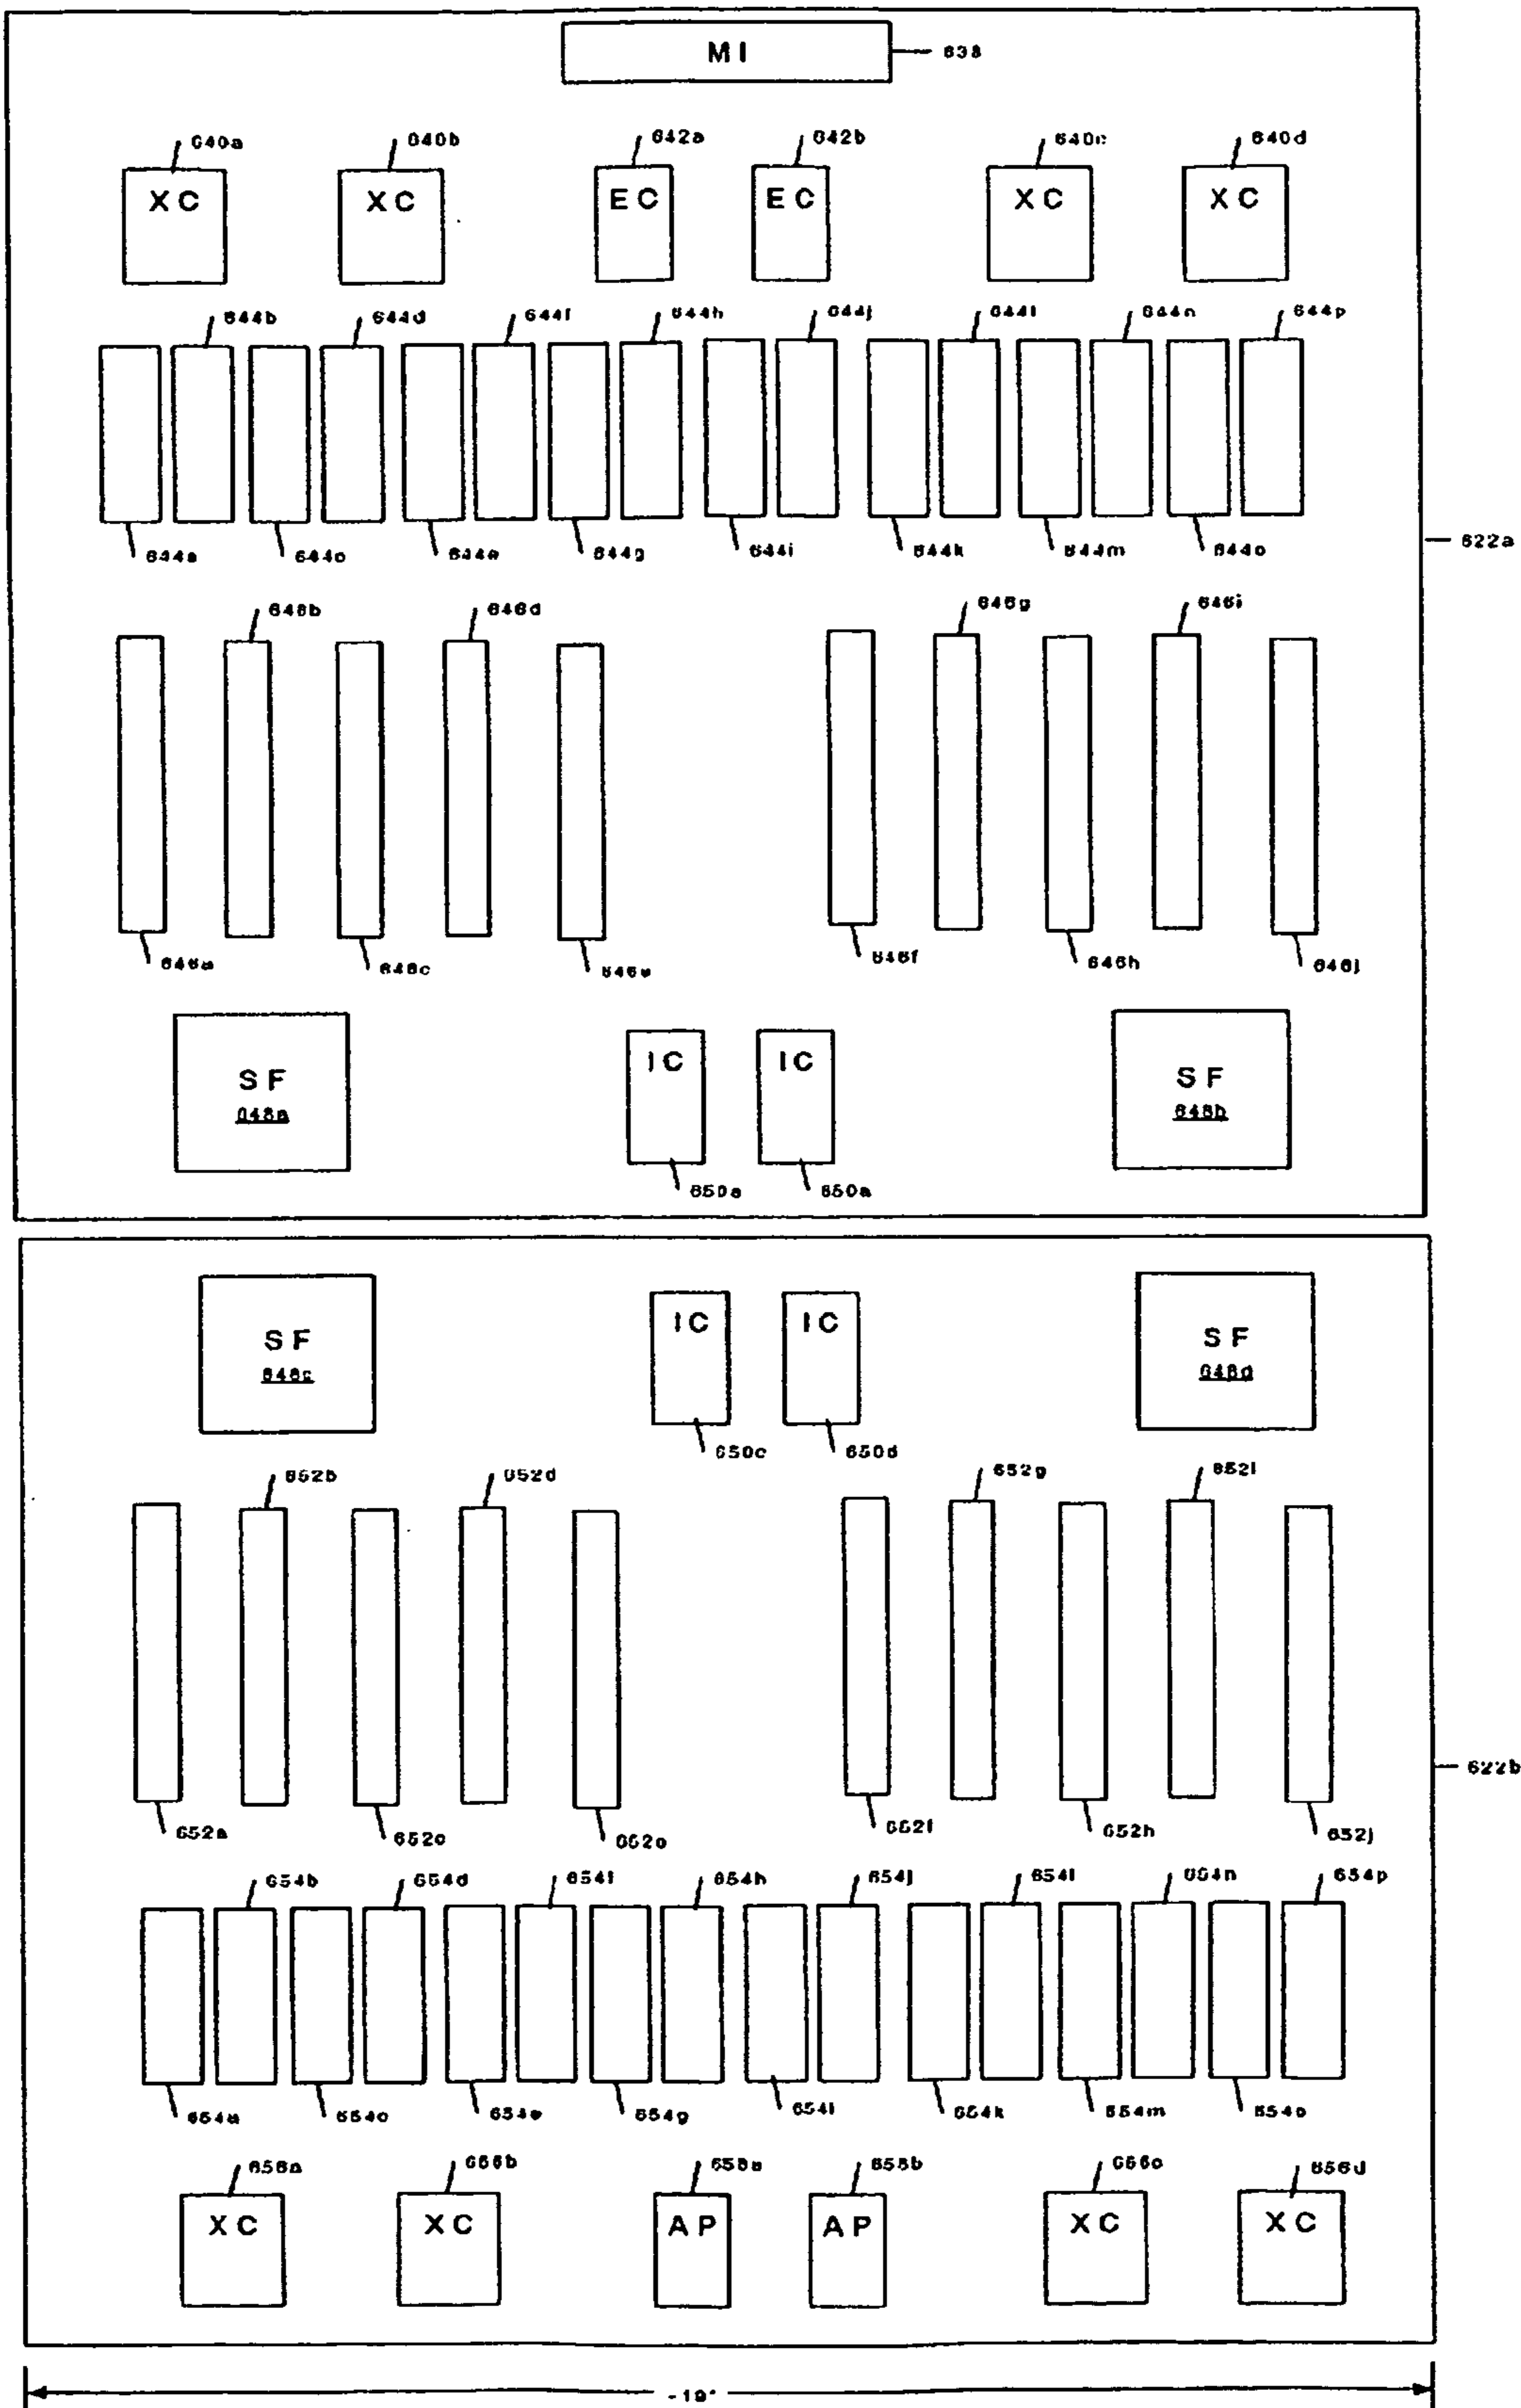 MI 638
640a 640b 642a 642b 640c 640d
XC XC EC EC XC XC
644b 644d 644f 644h 644j 644l 644n 644p
644a 644c 644e 644g 644i 644k 644m 644o
622a
646b 646d 646g 646i
646a 646c 646e 646f 646h 646j
SF IC IC SF
648a 648b
650a 650a
SF IC IC SF
648c 648d
650c 650d
652b 652d 652g 652i
622b
652a 652c 652e 652f 652h 652j
654b 654d 654f 654h 654j 654l 654n 654p
654a 654c 654e 654g 654i 654k 654m 654o
656a 656b 658a 658b 656c 656d
XC XC AP AP XC XC
~19"